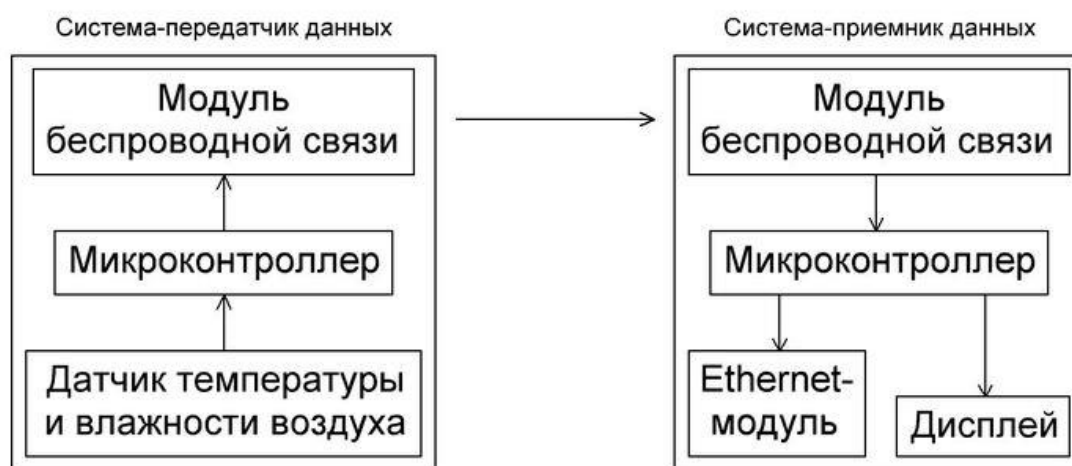 Система-передатчик данных
Модуль
беспроводной связи
Микроконтроллер
Датчик температуры
и влажности воздуха
Система-приемник данных
Модуль
беспроводной связи
Микроконтроллер
Ethernet-
модуль
Дисплей